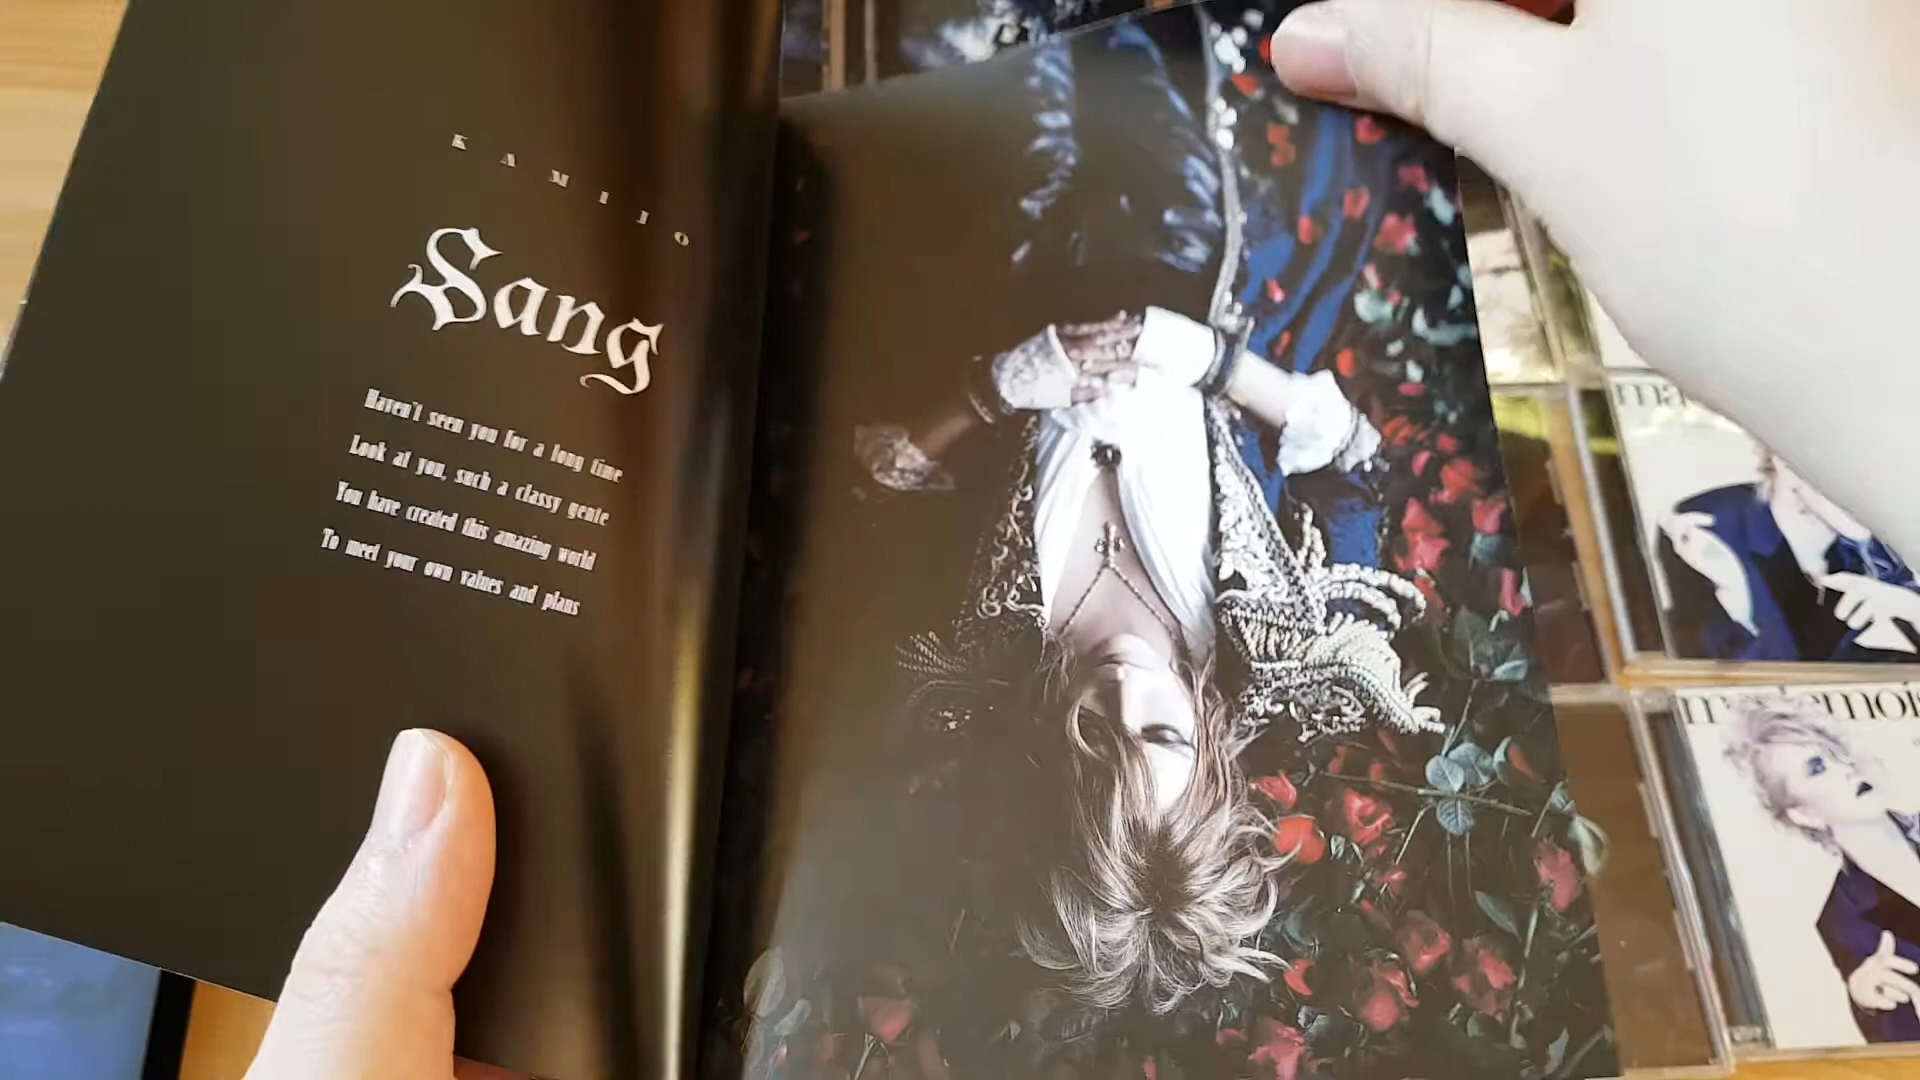 KAMIJO
Sang
Haven't seen you for a long time
Look at you, such a classy gente
You have created this amazing world
To meet your own values and plans